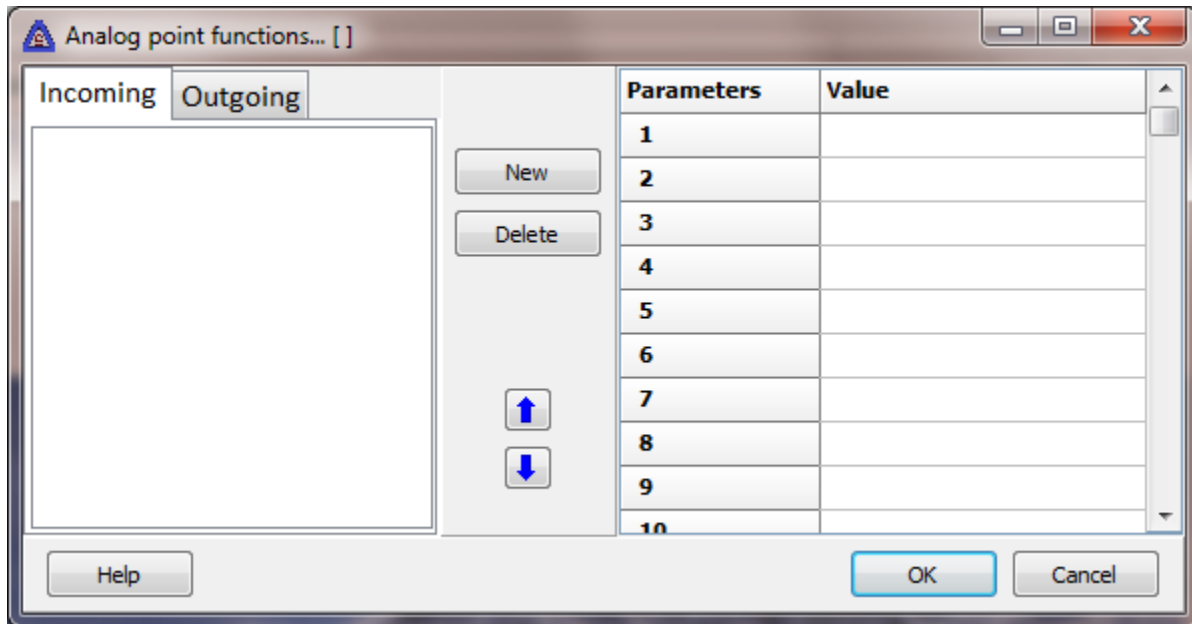 Analog point functions... [ ]
Incoming Outgoing
New
Delete
Parameters Value
1
2
3
4
5
6
7
8
9
10
Help
OK
Cancel